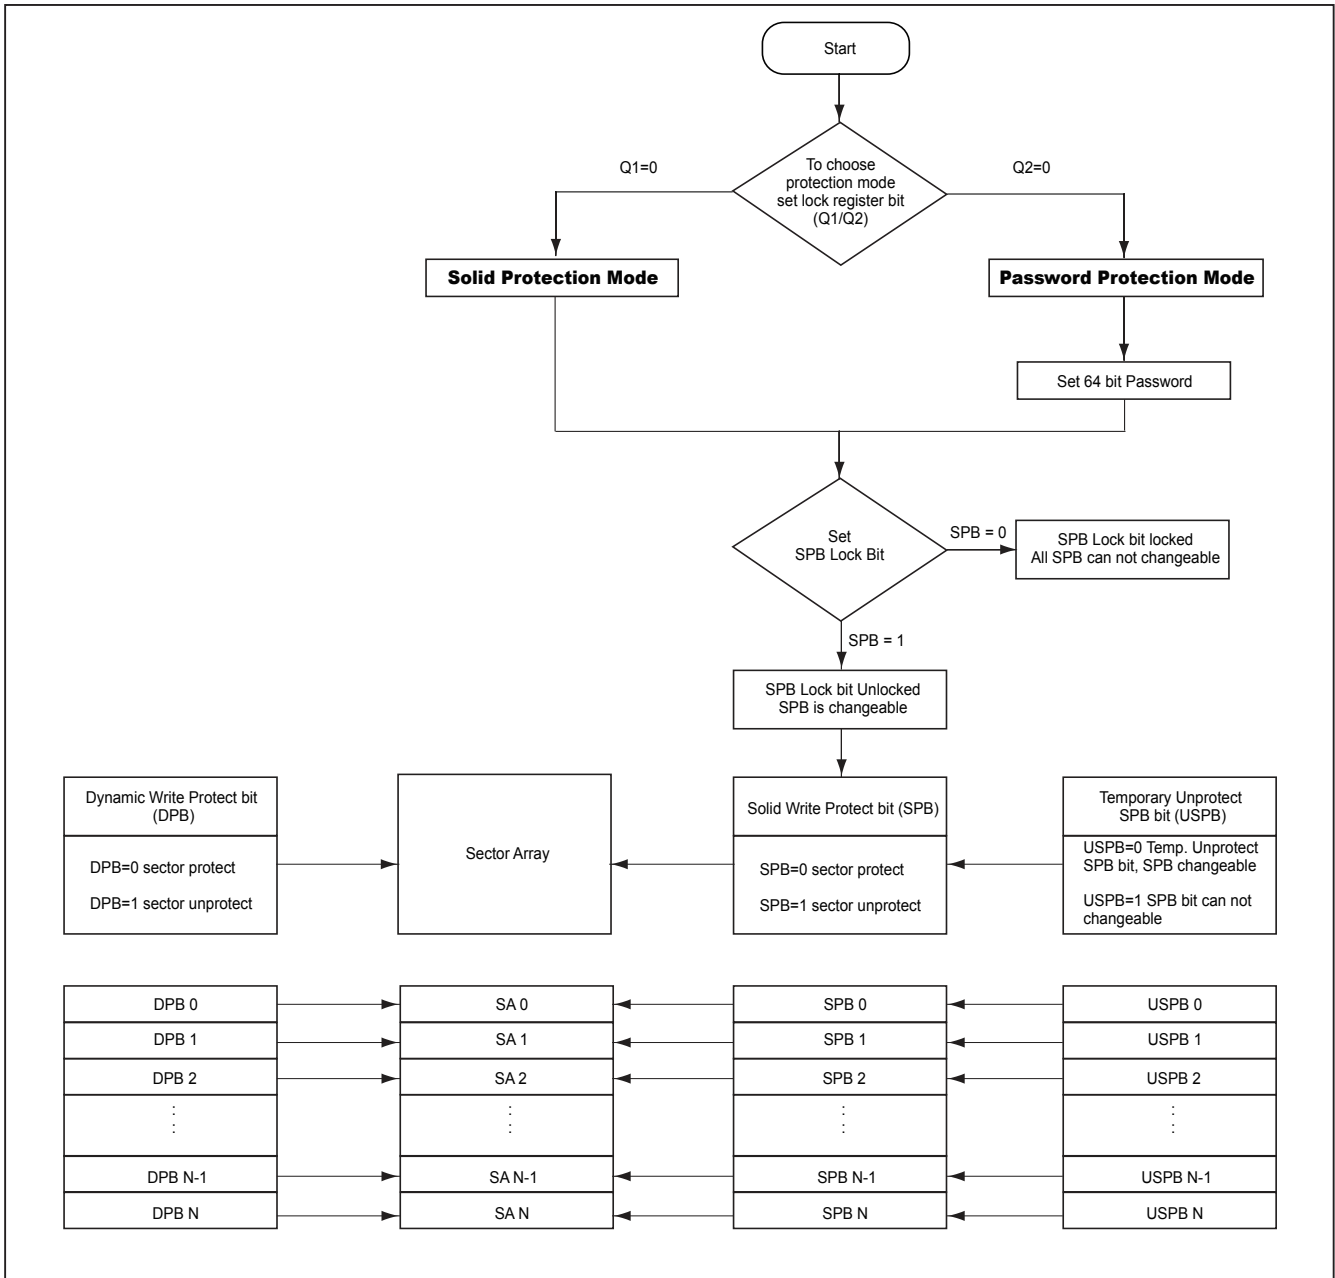 Start
To choose
protection mode
set lock register bit
(Q1/Q2)
Q1=0
Q2=0
Solid Protection Mode
Password Protection Mode
Set 64 bit Password
Set
SPB Lock Bit
SPB = 0
SPB Lock bit locked
All SPB can not changeable
SPB = 1
SPB Lock bit Unlocked
SPB is changeable
Dynamic Write Protect bit
(DPB)
DPB=0 sector protect
DPB=1 sector unprotect
Sector Array
Solid Write Protect bit (SPB)
SPB=0 sector protect
SPB=1 sector unprotect
Temporary Unprotect
SPB bit (USPB)
USPB=0 Temp. Unprotect
SPB bit, SPB changeable
USPB=1 SPB bit can not
changeable
DPB 0
SA 0
SPB 0
USPB 0
DPB 1
SA 1
SPB 1
USPB 1
DPB 2
SA 2
SPB 2
USPB 2
DPB N-1
SA N-1
SPB N-1
USPB N-1
DPB N
SA N
SPB N
USPB N